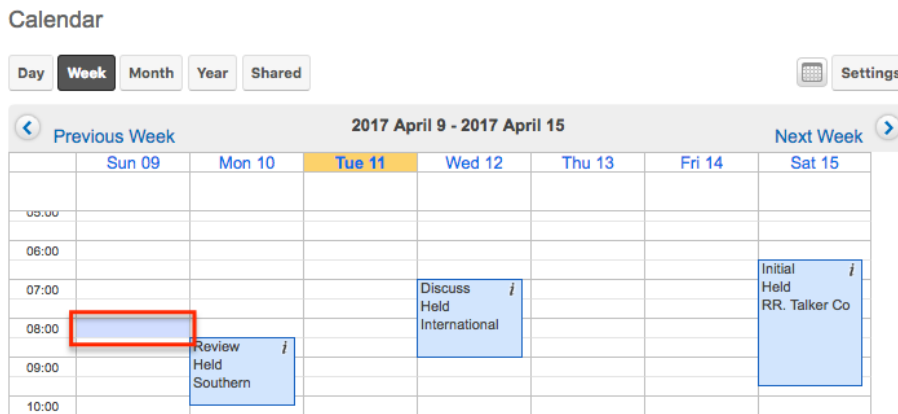 Calendar
Day Week Month Year Shared Settings
2017 April 9 - 2017 April 15
Previous Week Next Week
Sun 09 Mon 10 Tue 11 Wed 12 Thu 13 Fri 14 Sat 15
05:00
06:00
Initial i
07:00 Discuss i Held
Held RR. Talker Co
08:00 International
Review i
09:00 Held
Southern
10:00